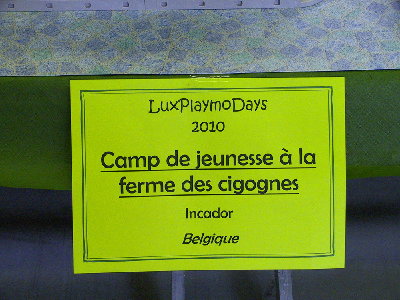 LuxPlaymoDays
2010
Camp de jeunesse à la
ferme des cigognes
Incador
Belgique